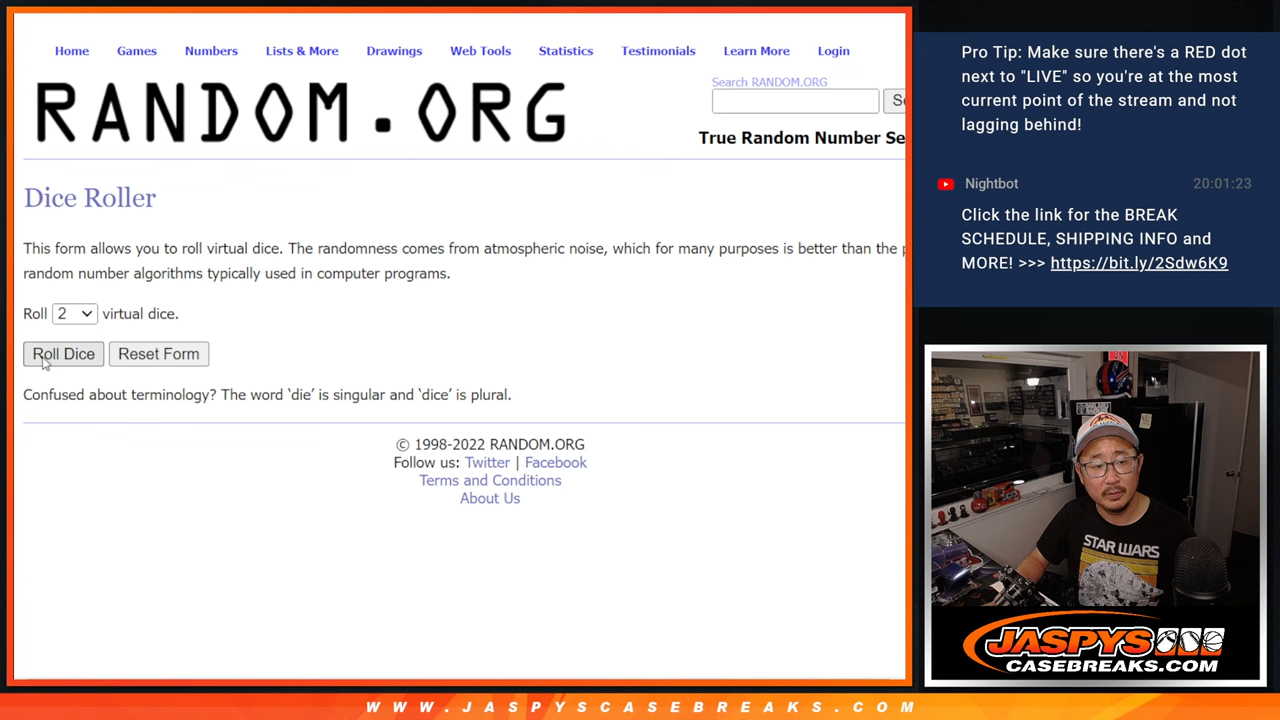 Home Games Numbers Lists & More Drawings Web Tools Statistics Testimonials Learn More Login
Search RANDOM.ORG
RANDOM.ORG
True Random Number Se
Dice Roller
This form allows you to roll virtual dice. The randomness comes from atmospheric noise, which for many purposes is better than the p
random number algorithms typically used in computer programs.
Roll 2 virtual dice.
Roll Dice Reset Form
Confused about terminology? The word ‘die’ is singular and ‘dice’ is plural.
© 1998-2022 RANDOM.ORG
Follow us: Twitter | Facebook
Terms and Conditions
About Us
Pro Tip: Make sure there's a RED dot
next to "LIVE" so you're at the most
current point of the stream and not
lagging behind!
Nightbot 20:01:23
Click the link for the BREAK
SCHEDULE, SHIPPING INFO and
MORE! >>> https://bit.ly/2Sdw6K9
STAR WARS
JASPYS
CASEBREAKS.COM
WWW.JASPYSCASEBREAKS.COM